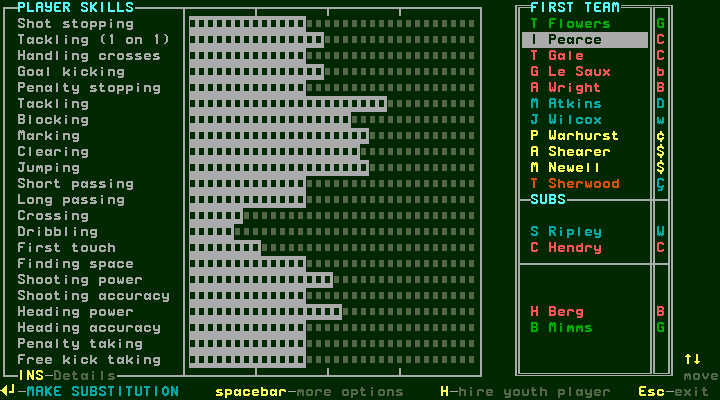 PLAYER SKILLS
Shot stopping
Tackling (1 on 1)
Handling crosses
Goal kicking
Penalty stopping
Tackling
Blocking
Marking
Clearing
Jumping
Short passing
Long passing
Crossing
Dribbling
First touch
Finding space
Shooting power
Shooting accuracy
Heading power
Heading accuracy
Penalty taking
Free kick taking
INS-Details
FIRST TEAM
T Flowers G
I Pearce C
T Gale C
G Le Saux b
A Wright B
M Atkins D
J Wilcox w
P Warhurst ¢
A Shearer $
M Newell $
T Sherwood Ç
SUBS
S Ripley W
C Hendry C
H Berg B
B Mimms G
↑↓
move
↵-MAKE SUBSTITUTION spacebar-more options H-hire youth player Esc-exit